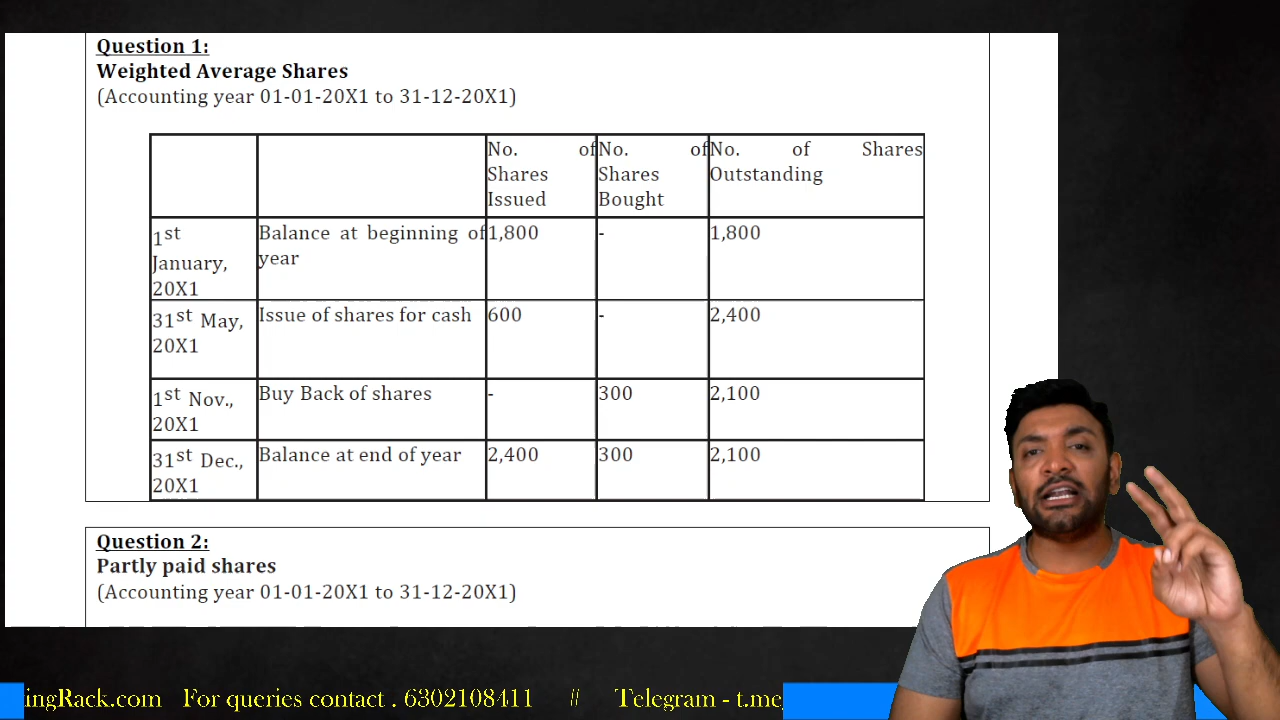 Question 1:
Weighted Average Shares
(Accounting year 01-01-20X1 to 31-12-20X1)
No. of Shares Issued
No. of Shares Bought
No. of Shares Outstanding
1st January, 20X1
Balance at beginning of year
1,800
-
1,800
31st May, 20X1
Issue of shares for cash
600
-
2,400
1st Nov., 20X1
Buy Back of shares
-
300
2,100
31st Dec., 20X1
Balance at end of year
2,400
300
2,100
Question 2:
Partly paid shares
(Accounting year 01-01-20X1 to 31-12-20X1)
ingRack.com For queries contact . 6302108411 // Telegram - t.me